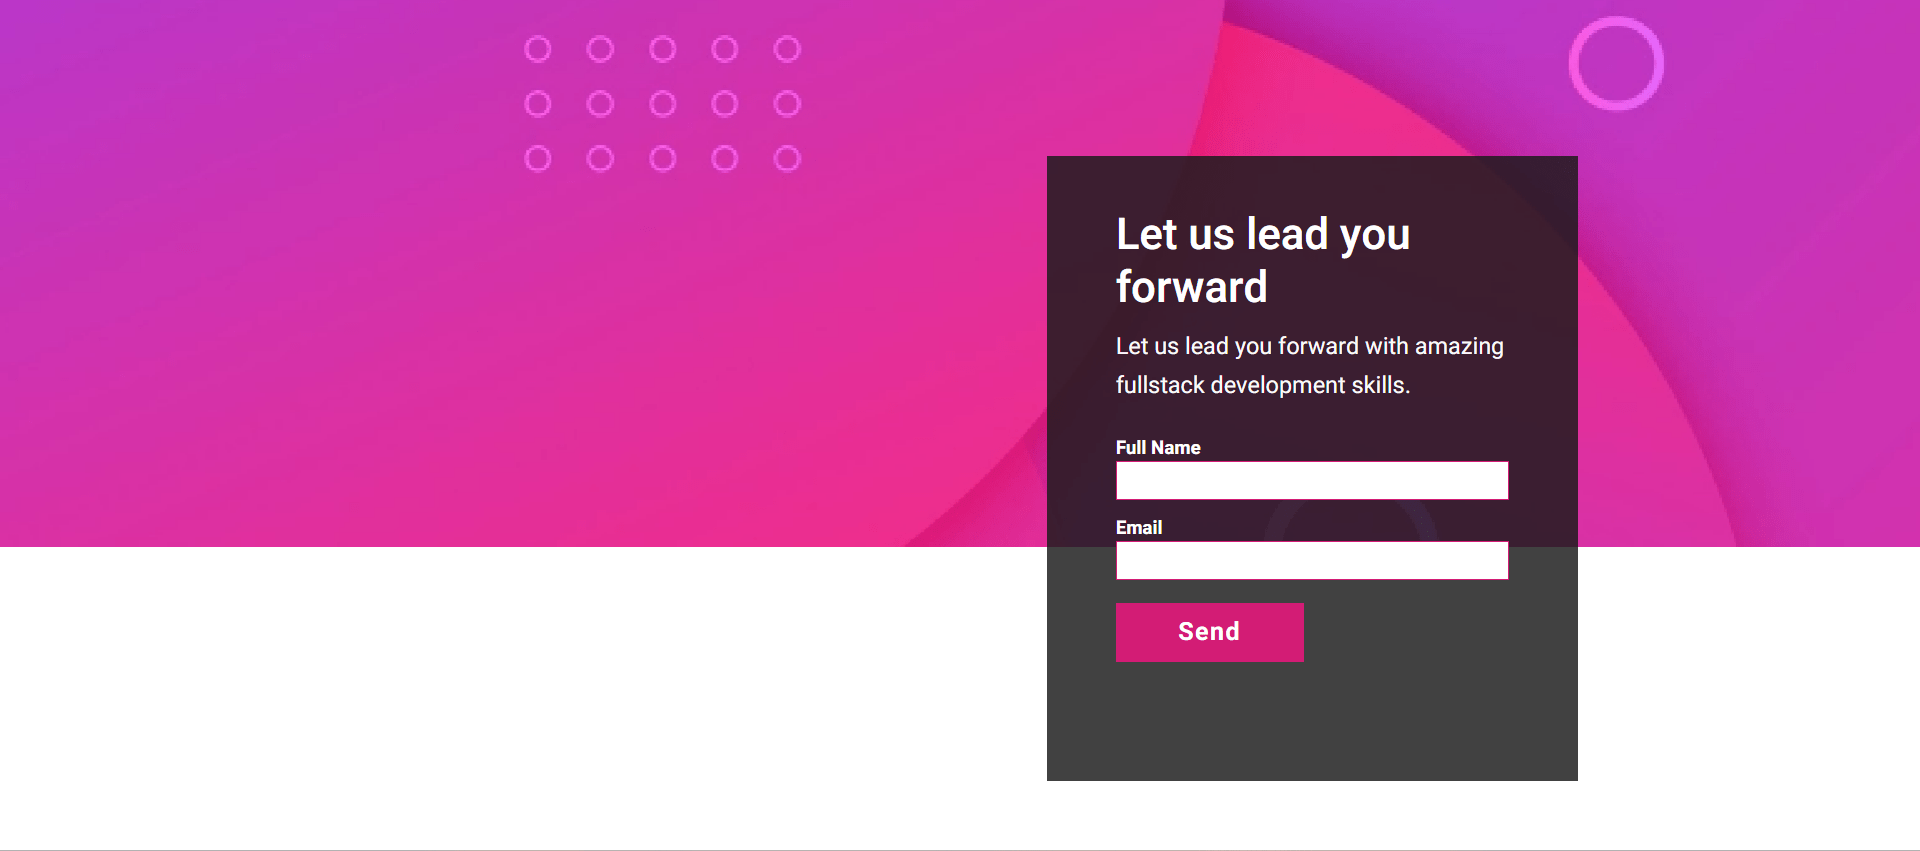 Let us lead you
forward
Let us lead you forward with amazing
fullstack development skills.
Full Name
Email
Send